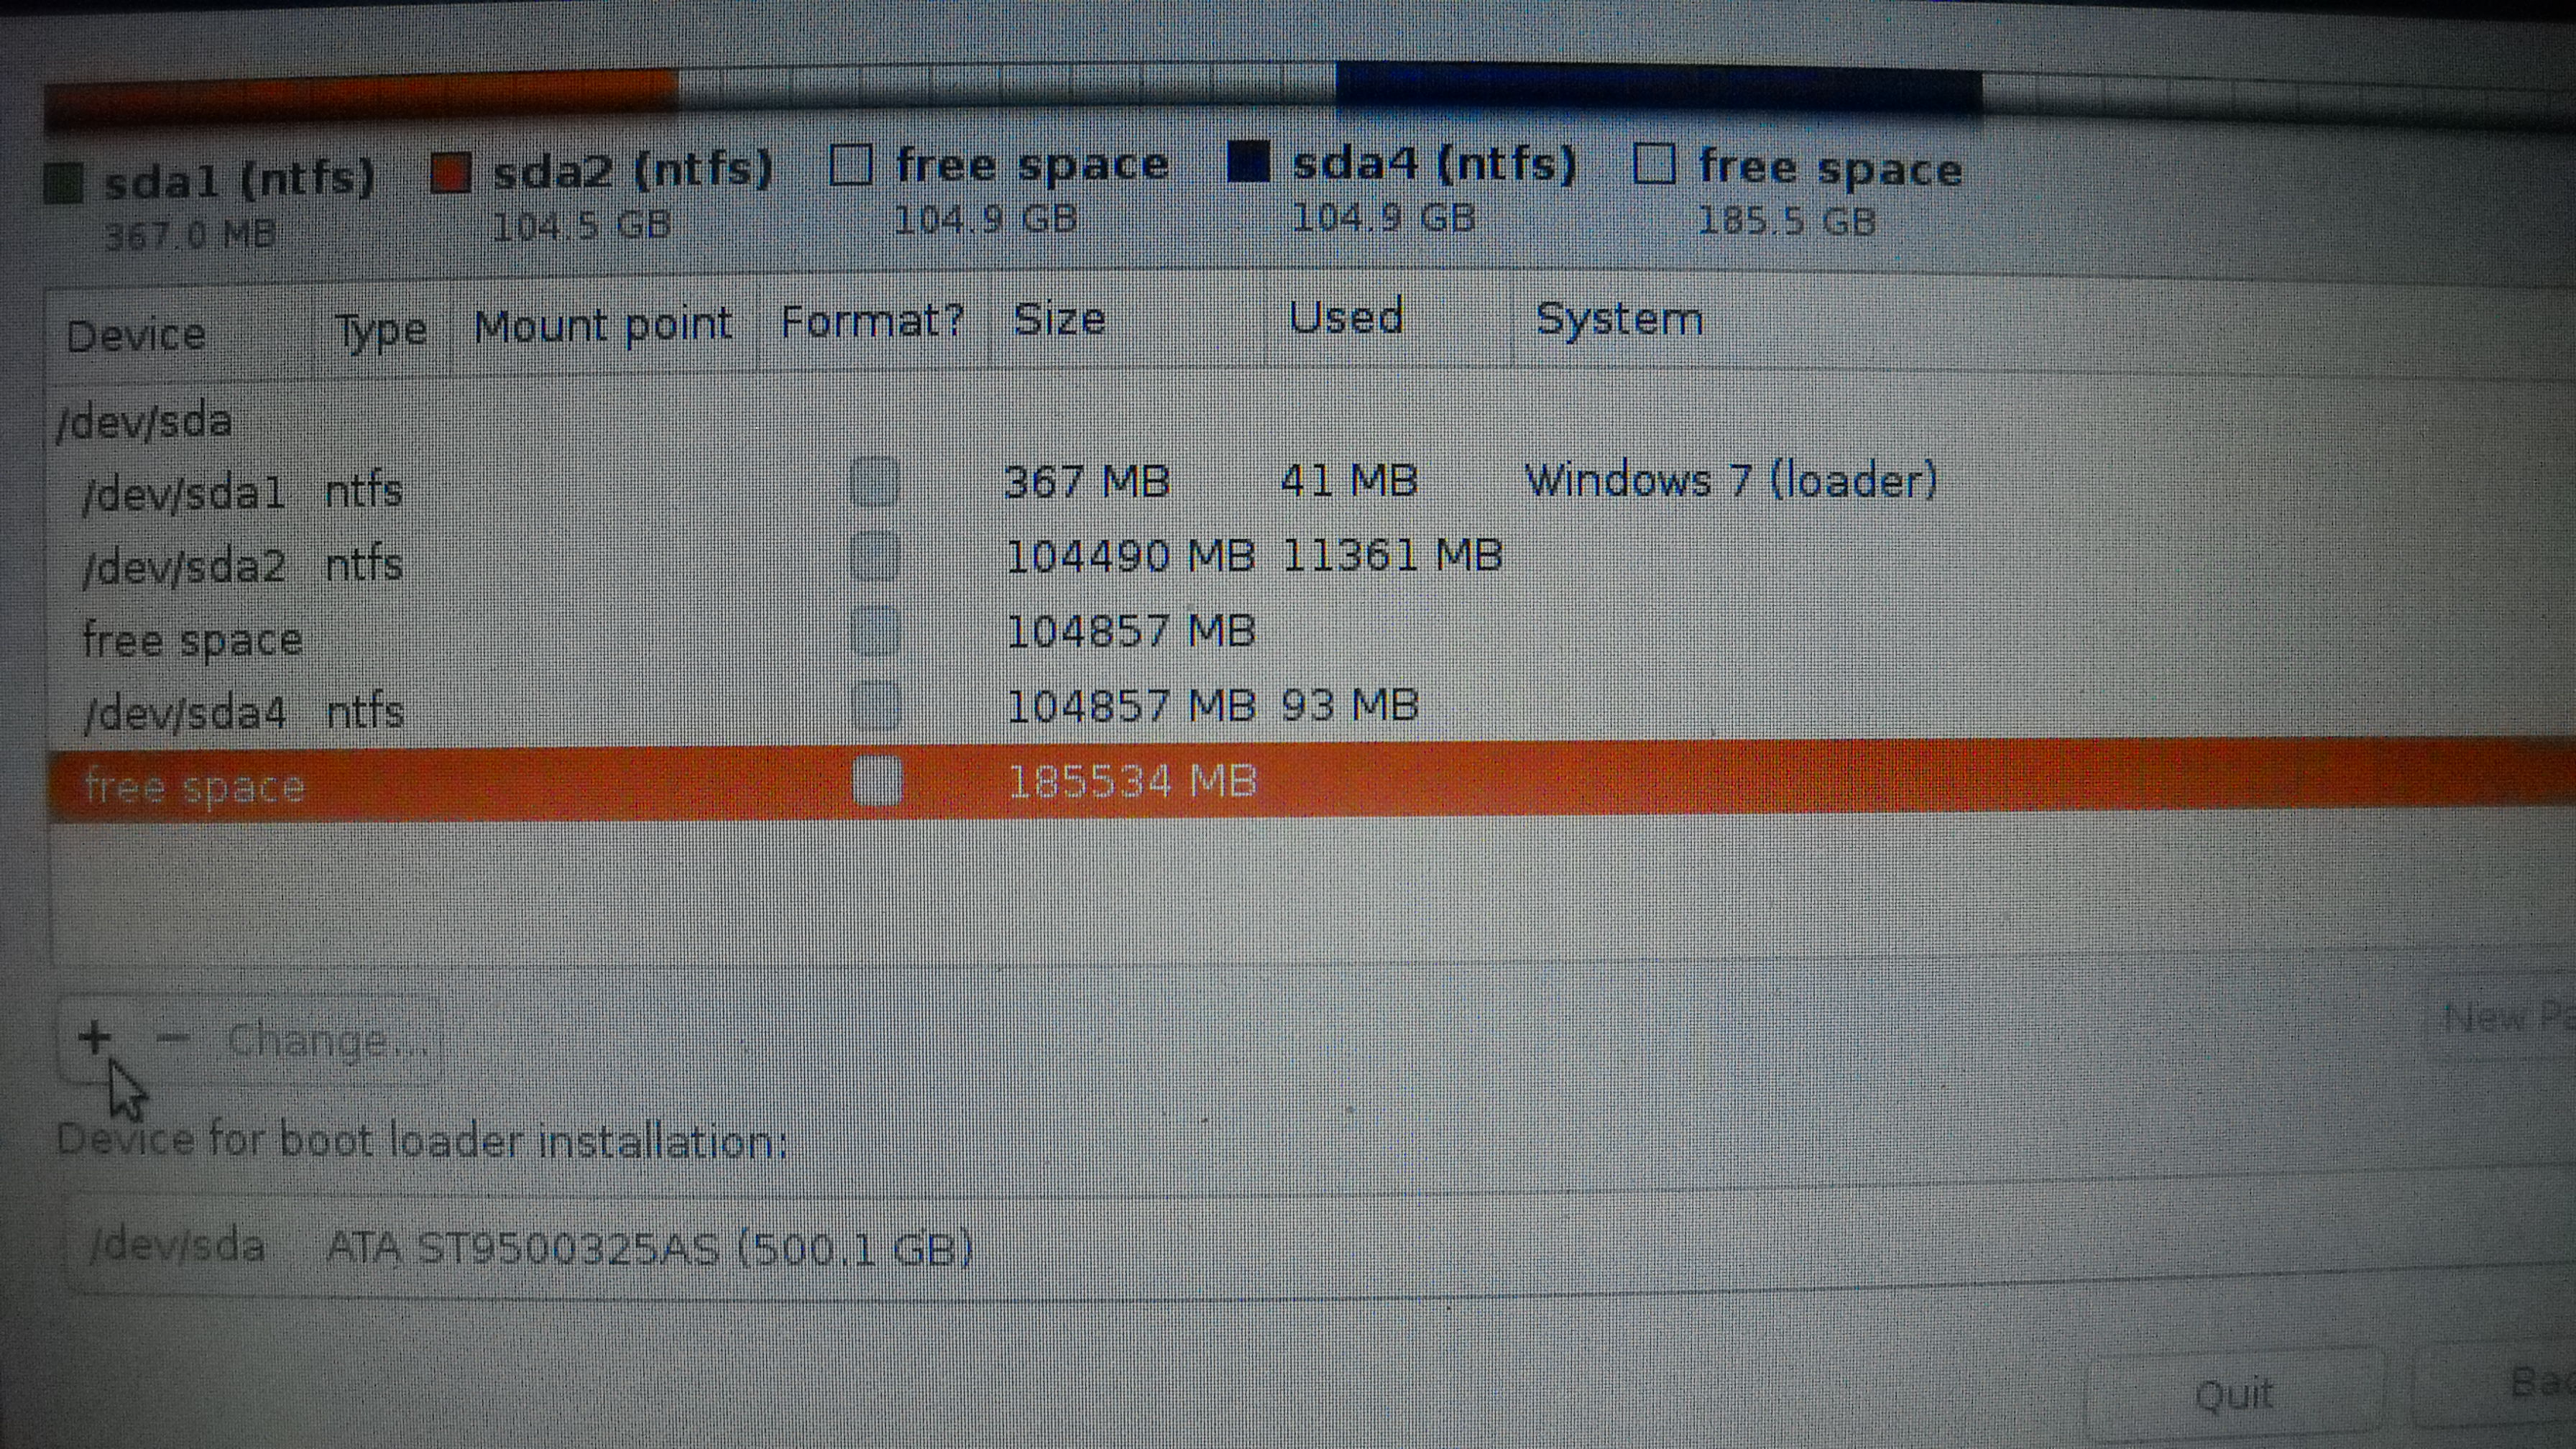 sda1 (ntfs) sda2 (ntfs) free space sda4 (ntfs) free space
367.0 MB 104.5 GB 104.9 GB 104.9 GB 185.5 GB
Device Type Mount point Format? Size Used System
/dev/sda
/dev/sda1 ntfs 367 MB 41 MB Windows 7 (loader)
/dev/sda2 ntfs 104490 MB 11361 MB
free space 104857 MB
/dev/sda4 ntfs 104857 MB 93 MB
free space 185534 MB
+ − Change... New
Device for boot loader installation:
/dev/sda ATA ST9500325AS (500.1 GB)
Quit